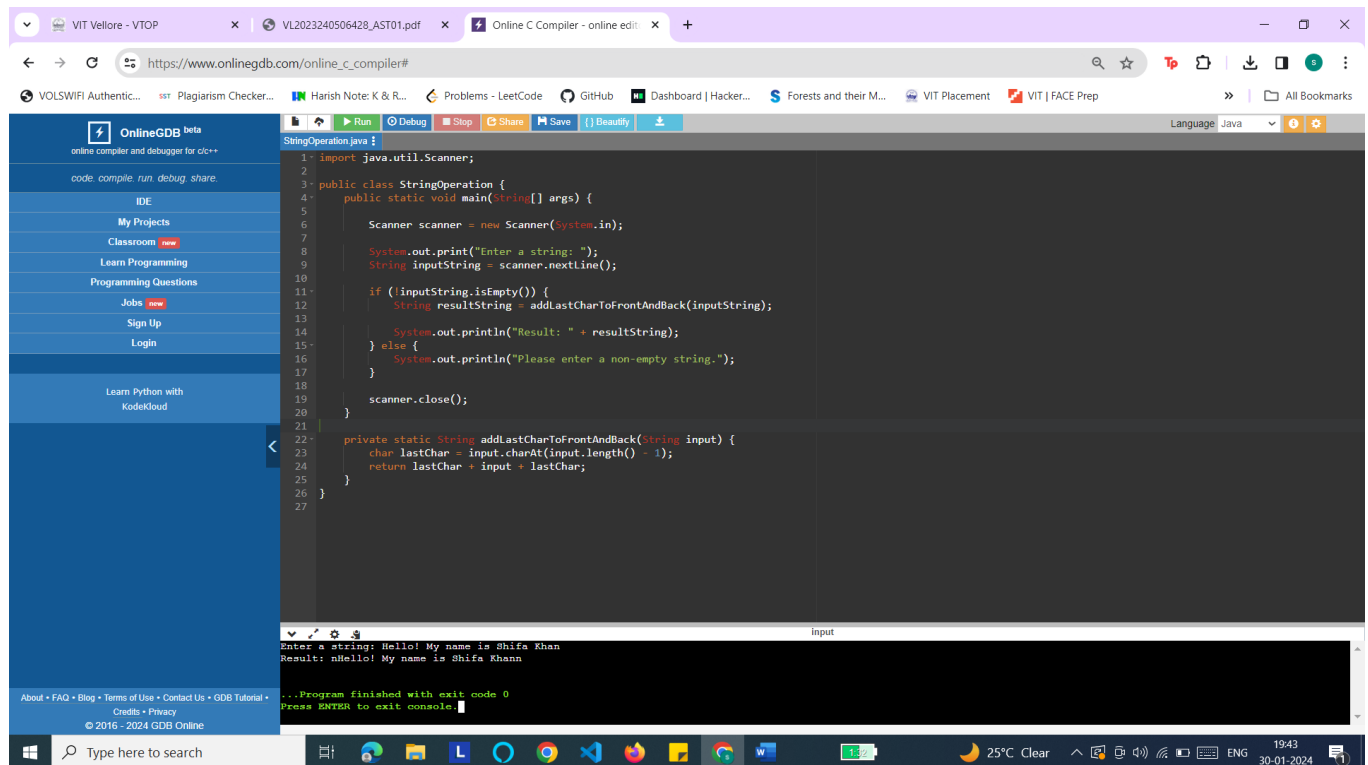 VIT Vellore - VTOP
VL2023240506428_AST01.pdf
Online C Compiler - online edit
https://www.onlinegdb.com/online_c_compiler#
VOLSWIFI Authentic...
SST Plagiarism Checker...
Harish Note: K & R...
Problems - LeetCode
GitHub
Dashboard | Hacker...
Forests and their M...
VIT Placement
VIT | FACE Prep
»
All Bookmarks
OnlineGDB beta
online compiler and debugger for c/c++
code. compile. run. debug. share.
IDE
My Projects
Classroom new
Learn Programming
Programming Questions
Jobs new
Sign Up
Login
Learn Python with
KodeKloud
About • FAQ • Blog • Terms of Use • Contact Us • GDB Tutorial •
Credits • Privacy
© 2016 - 2024 GDB Online
Run Debug Stop Share Save {} Beautify
Language Java
StringOperation.java
1 import java.util.Scanner;
2
3 public class StringOperation {
4 public static void main(String[] args) {
5
6 Scanner scanner = new Scanner(System.in);
7
8 System.out.print("Enter a string: ");
9 String inputString = scanner.nextLine();
10
11 if (!inputString.isEmpty()) {
12 String resultString = addLastCharToFrontAndBack(inputString);
13
14 System.out.println("Result: " + resultString);
15 } else {
16 System.out.println("Please enter a non-empty string.");
17 }
18
19 scanner.close();
20 }
21
22 private static String addLastCharToFrontAndBack(String input) {
23 char lastChar = input.charAt(input.length() - 1);
24 return lastChar + input + lastChar;
25 }
26 }
27
input
Enter a string: Hello! My name is Shifa Khan
Result: nHello! My name is Shifa Khann
...Program finished with exit code 0
Press ENTER to exit console.
Type here to search
25°C Clear
ENG
19:43
30-01-2024